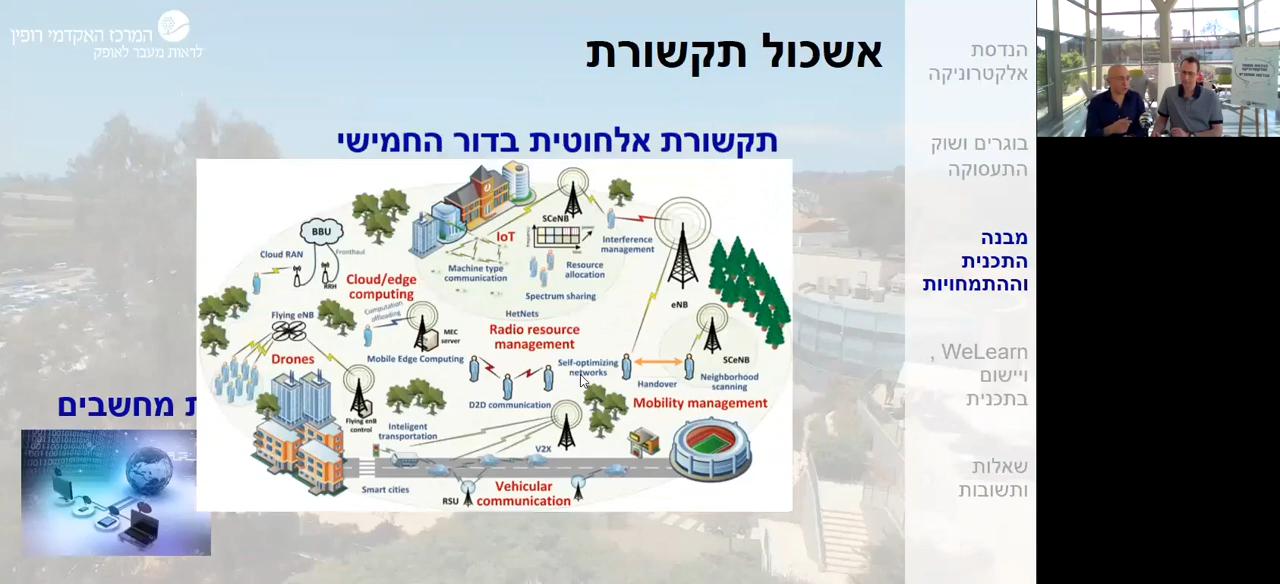 המרכז האקדמי רופין
לראות מעבר לאופק
אשכול תקשורת
תקשורת אלחוטית בדור החמישי
BBU
Cloud RAN
Fronthaul
RRH
Cloud/edge
computing
IoT
Machine type
communication
SCeNB
Frequency
power
time
Resource
allocation
Spectrum sharing
Interference
management
eNB
HetNets
Radio resource
management
Computation
offloading
MEC
server
Mobile Edge Computing
Flying eNB
Drones
Flying enB
control
Self-optimizing
networks
D2D communication
Handover
SCeNB
Neighborhood
scanning
Mobility management
Inteligent
transportation
V2X
Smart cities
RSU
Vehicular
communication
ת מחשבים
הנדסת
אלקטרוניקה
בוגרים ושוק
התעסוקה
מבנה
התכנית
וההתמחויות
WeLearn ,
ויישום
בתכנית
שאלות
ותשובות